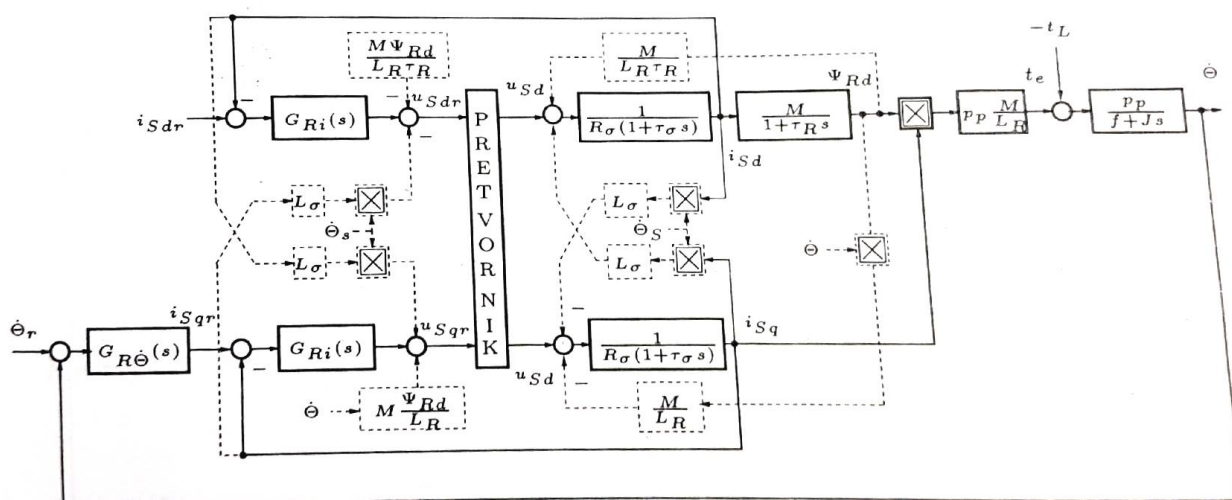 M Ψ_Rd / L_R τ_R
M / L_R τ_R
Ψ_Rd
−t_L
t_e
Θ̇
i_Sdr
−
G_Ri(s)
−
u_Sdr
−
PRETVORNIK
u_Sd
1 / R_σ(1+τ_σ s)
M / 1+τ_R s
p_p M / L_R
p_p / f+Js
i_Sd
L_σ
Θ̇_s
L_σ
L_σ
Θ̇_S
L_σ
Θ̇
Θ̇_r
G_RΘ̇(s)
i_Sqr
−
G_Ri(s)
u_Sqr
−
u_Sd
−
1 / R_σ(1+τ_σ s)
i_Sq
Θ̇
M Ψ_Rd / L_R
M / L_R